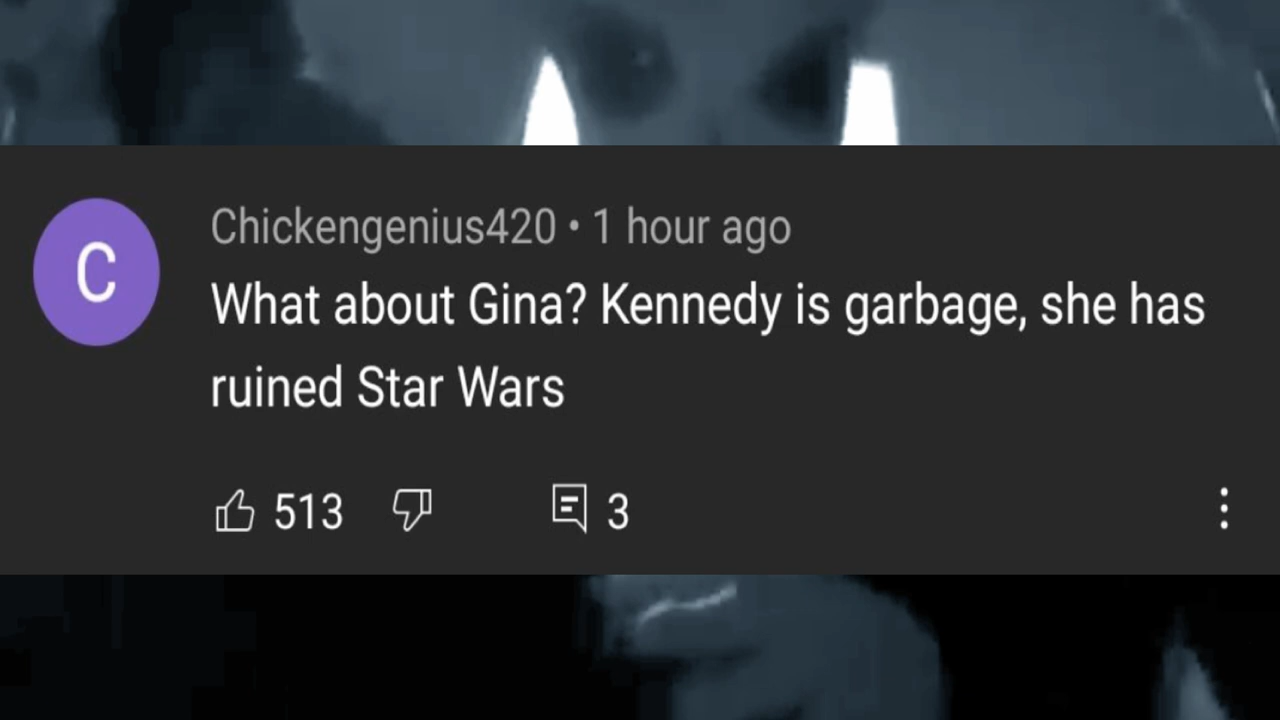 C
Chickengenius420 • 1 hour ago
What about Gina? Kennedy is garbage, she has
ruined Star Wars
513 3